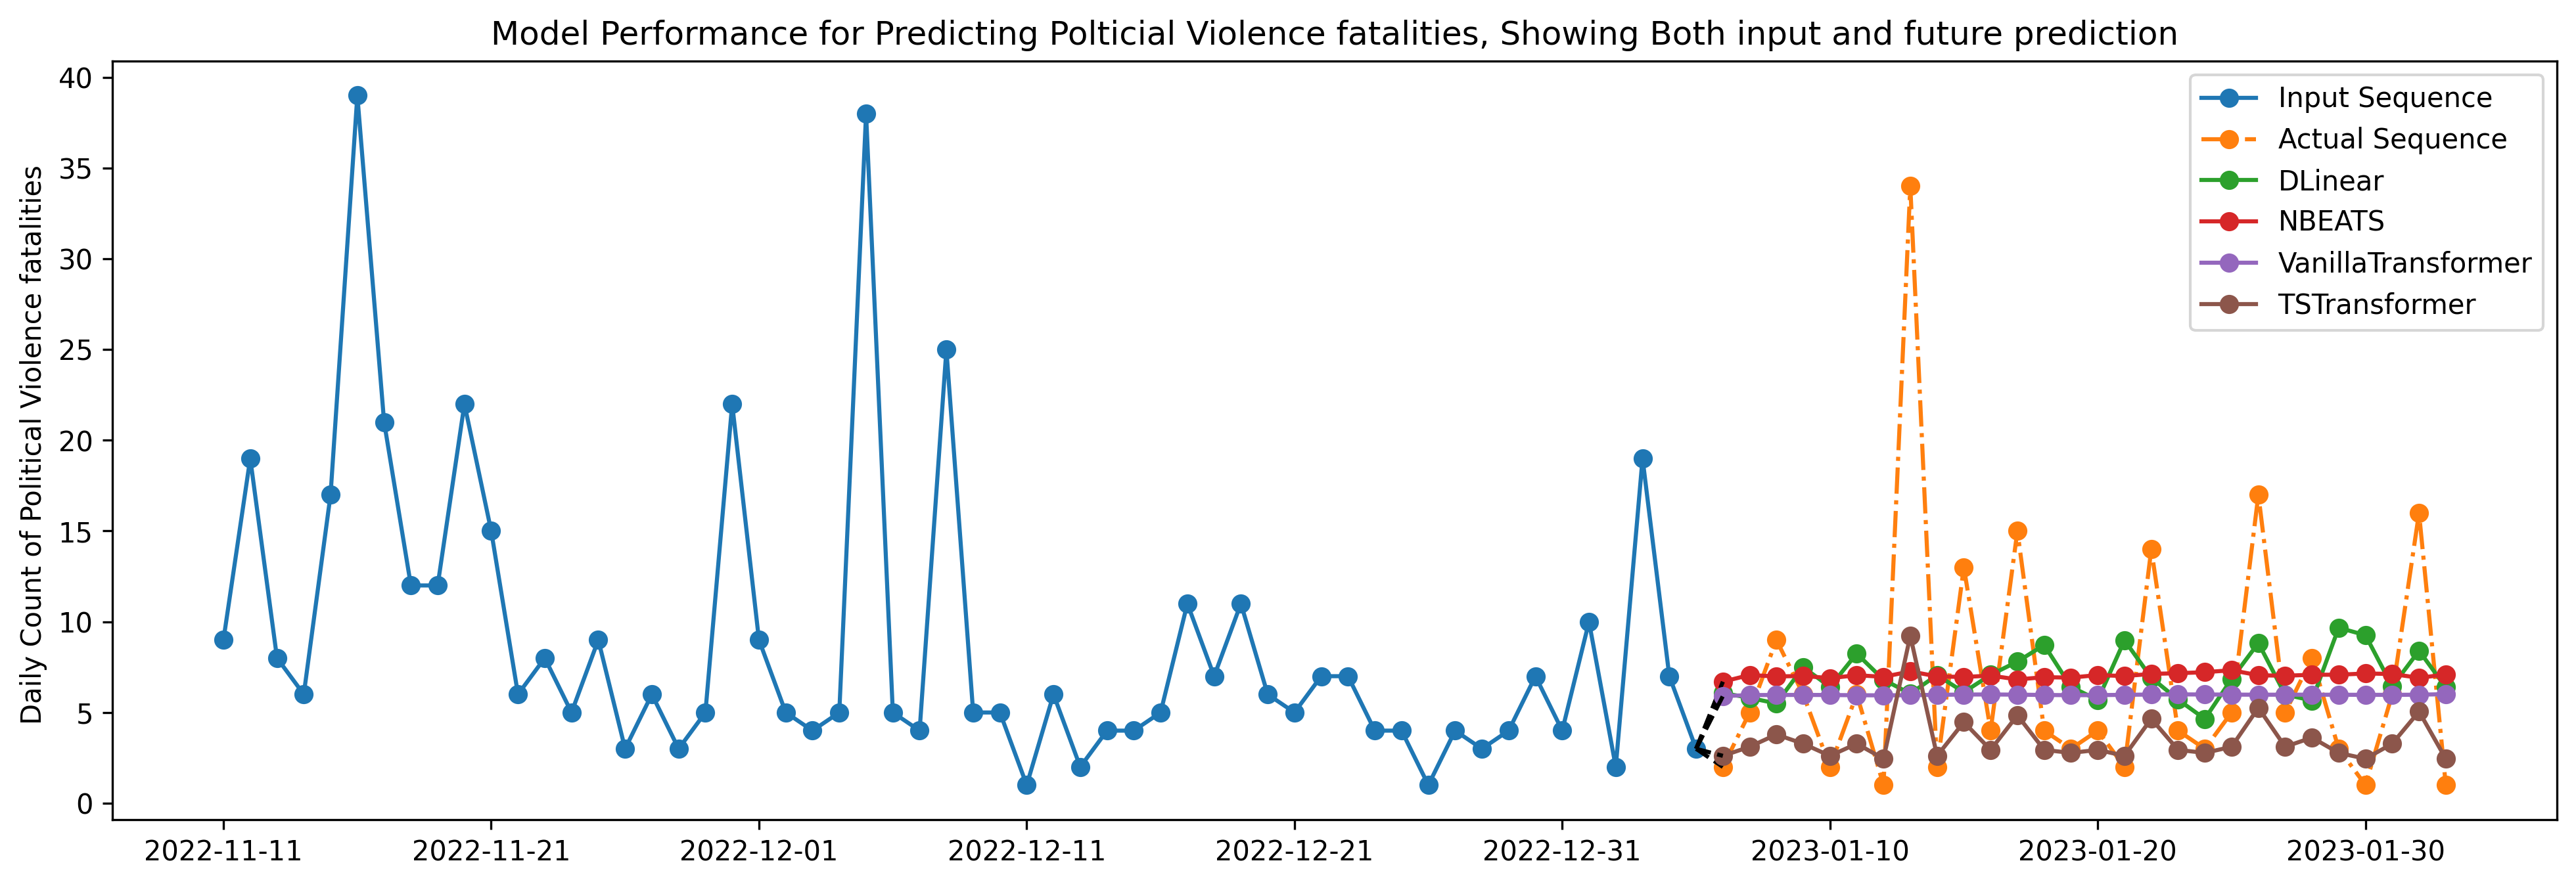 Model Performance for Predicting Polticial Violence fatalities, Showing Both input and future prediction
Daily Count of Political Violence fatalities
40
35
30
25
20
15
10
5
0
Input Sequence
Actual Sequence
DLinear
NBEATS
VanillaTransformer
TSTransformer
2022-11-11 2022-11-21 2022-12-01 2022-12-11 2022-12-21 2022-12-31 2023-01-10 2023-01-20 2023-01-30